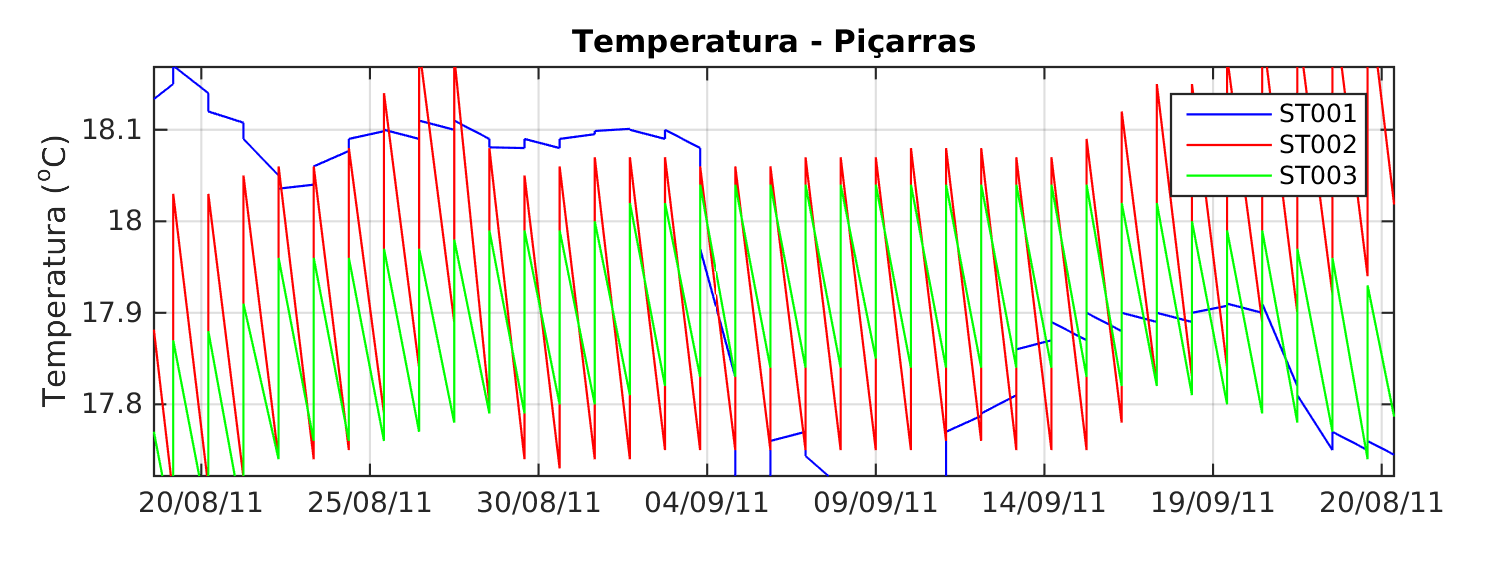 Temperatura - Piçarras
Temperatura (ºC)
18.1
18
17.9
17.8
20/08/11 25/08/11 30/08/11 04/09/11 09/09/11 14/09/11 19/09/11 20/08/11
ST001
ST002
ST003